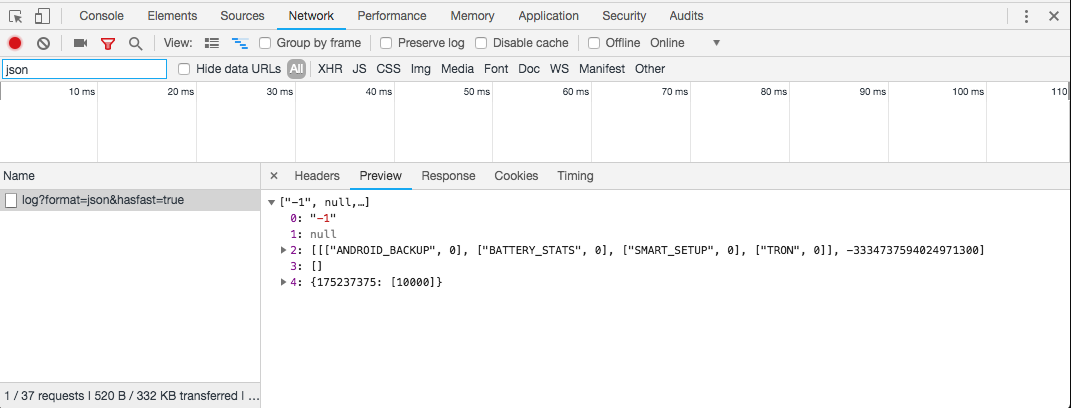 Console Elements Sources Network Performance Memory Application Security Audits
View: Group by frame Preserve log Disable cache Offline Online
json Hide data URLs All XHR JS CSS Img Media Font Doc WS Manifest Other
10 ms 20 ms 30 ms 40 ms 50 ms 60 ms 70 ms 80 ms 90 ms 100 ms 110
Name Headers Preview Response Cookies Timing
log?format=json&hasfast=true
["-1", null,…]
0: "-1"
1: null
2: [[["ANDROID_BACKUP", 0], ["BATTERY_STATS", 0], ["SMART_SETUP", 0], ["TRON", 0]], -3334737594024971300]
3: []
4: {175237375: [10000]}
1 / 37 requests | 520 B / 332 KB transferred | …